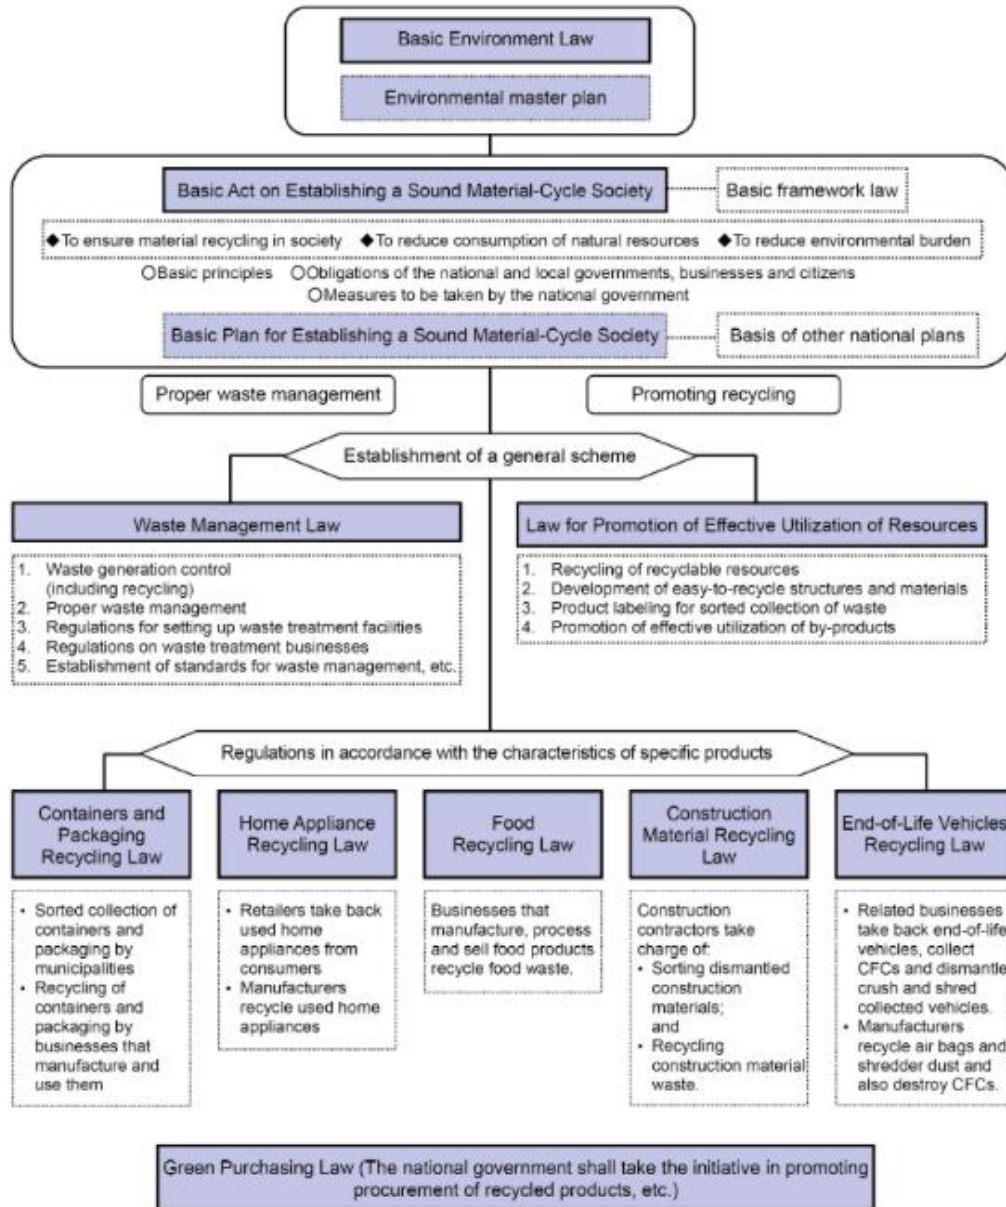 Basic Environment Law
Environmental master plan
Basic Act on Establishing a Sound Material-Cycle Society
Basic framework law
◆To ensure material recycling in society ◆To reduce consumption of natural resources ◆To reduce environmental burden
○Basic principles ○Obligations of the national and local governments, businesses and citizens
○Measures to be taken by the national government
Basic Plan for Establishing a Sound Material-Cycle Society
Basis of other national plans
Proper waste management
Promoting recycling
Establishment of a general scheme
Waste Management Law
1. Waste generation control
(including recycling)
2. Proper waste management
3. Regulations for setting up waste treatment facilities
4. Regulations on waste treatment businesses
5. Establishment of standards for waste management, etc.
Law for Promotion of Effective Utilization of Resources
1. Recycling of recyclable resources
2. Development of easy-to-recycle structures and materials
3. Product labeling for sorted collection of waste
4. Promotion of effective utilization of by-products
Regulations in accordance with the characteristics of specific products
Containers and
Packaging
Recycling Law
• Sorted collection of
containers and
packaging by
municipalities
• Recycling of
containers and
packaging by
businesses that
manufacture and
use them
Home Appliance
Recycling Law
• Retailers take back
used home
appliances from
consumers
• Manufacturers
recycle used home
appliances
Food
Recycling Law
Businesses that
manufacture, process
and sell food products
recycle food waste.
Construction
Material Recycling
Law
Construction
contractors take
charge of:
• Sorting dismantled
construction
materials;
and
• Recycling
construction material
waste.
End-of-Life Vehicles
Recycling Law
• Related businesses
take back end-of-life
vehicles, collect
CFCs and dismantle,
crush and shred
collected vehicles.
• Manufacturers
recycle air bags and
shredder dust and
also destroy CFCs.
Green Purchasing Law (The national government shall take the initiative in promoting
procurement of recycled products, etc.)